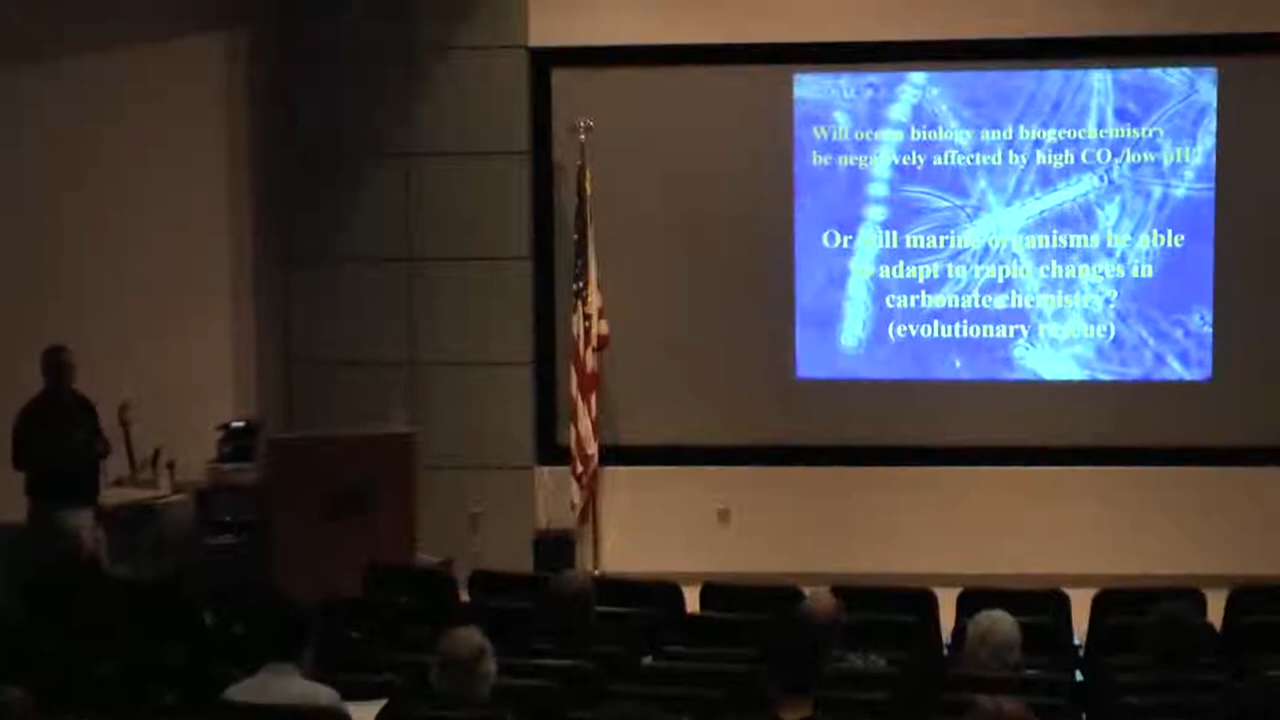 Will ocean biology and biogeochemistry
be negatively affected by high CO₂/low pH?
Or will marine organisms be able
to adapt to rapid changes in
carbonate chemistry?
(evolutionary rescue)